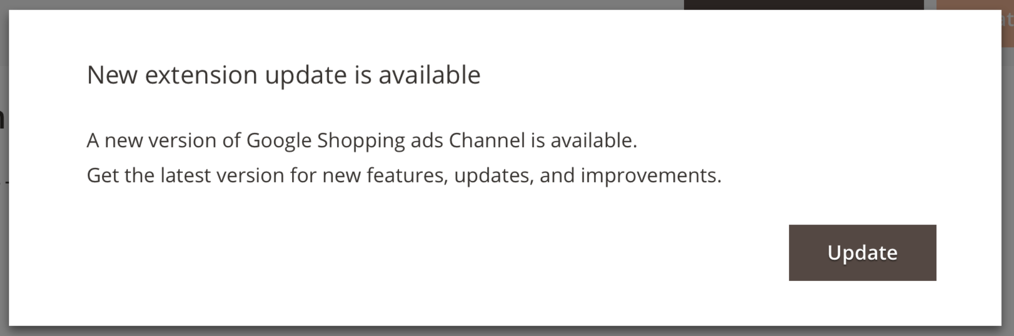 New extension update is available
A new version of Google Shopping ads Channel is available.
Get the latest version for new features, updates, and improvements.
Update